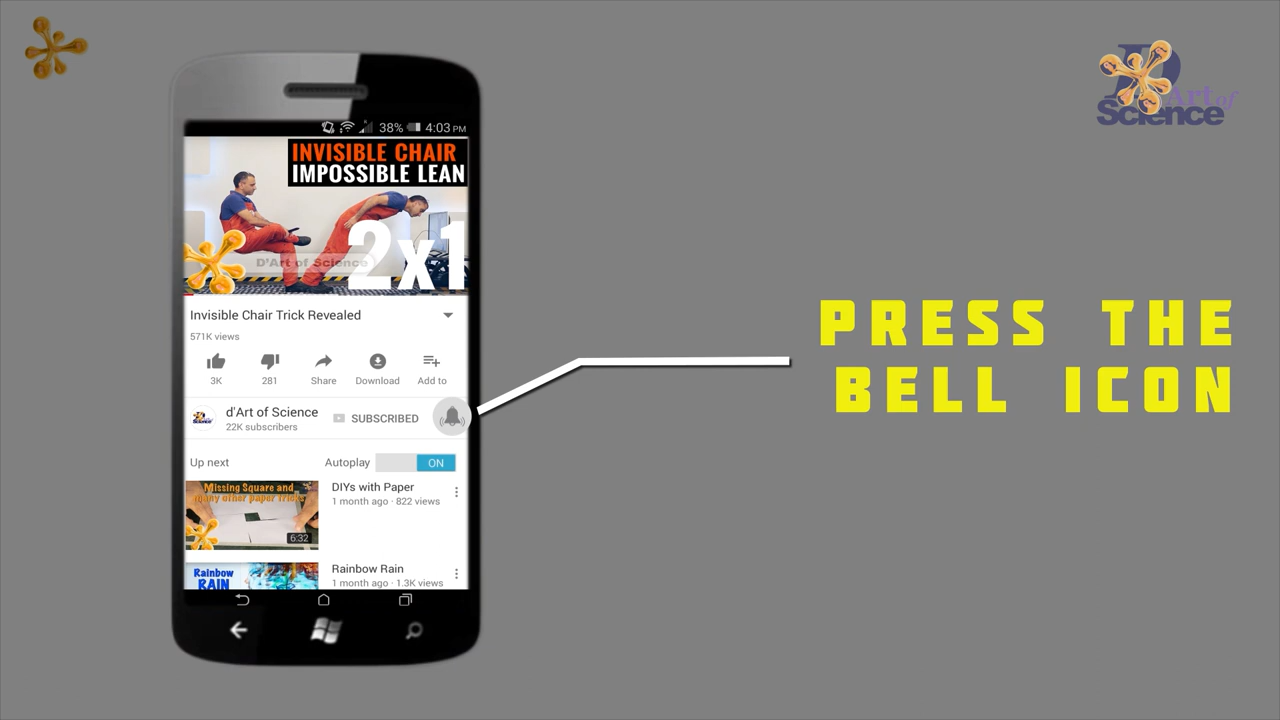 D
Art of
Science
38% 4:03 PM
INVISIBLE CHAIR
IMPOSSIBLE LEAN
2x1
D'Art of Science
Invisible Chair Trick Revealed
571K views
3K 281 Share Download Add to
d'Art of Science
22K subscribers
SUBSCRIBED
PRESS THE
BELL ICON
Up next Autoplay ON
Missing Square and
many other paper tricks
6:32
DIYs with Paper
1 month ago · 822 views
Rainbow
RAIN
Rainbow Rain
1 month ago · 1.3K views